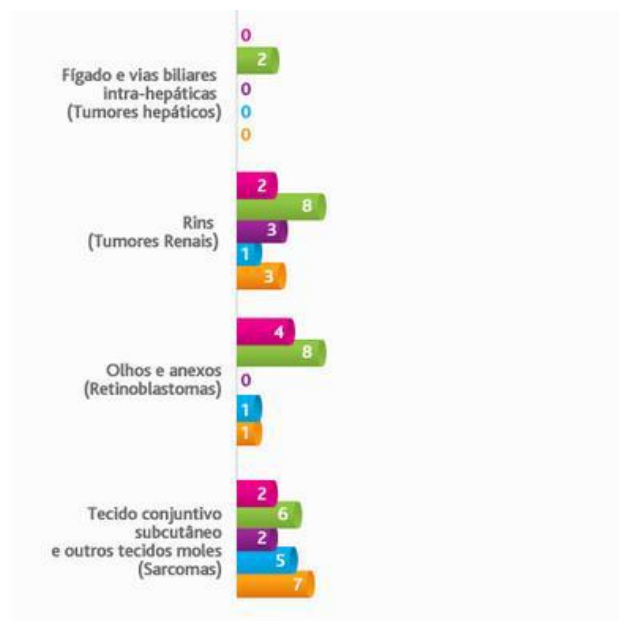 0
2
Fígado e vias biliares
intra-hepáticas
(Tumores hepáticos)
0
0
0
2
8
Rins
(Tumores Renais)
3
1
3
4
8
Olhos e anexos
(Retinoblastomas)
0
1
1
2
6
Tecido conjuntivo
subcutâneo
e outros tecidos moles
(Sarcomas)
2
5
7